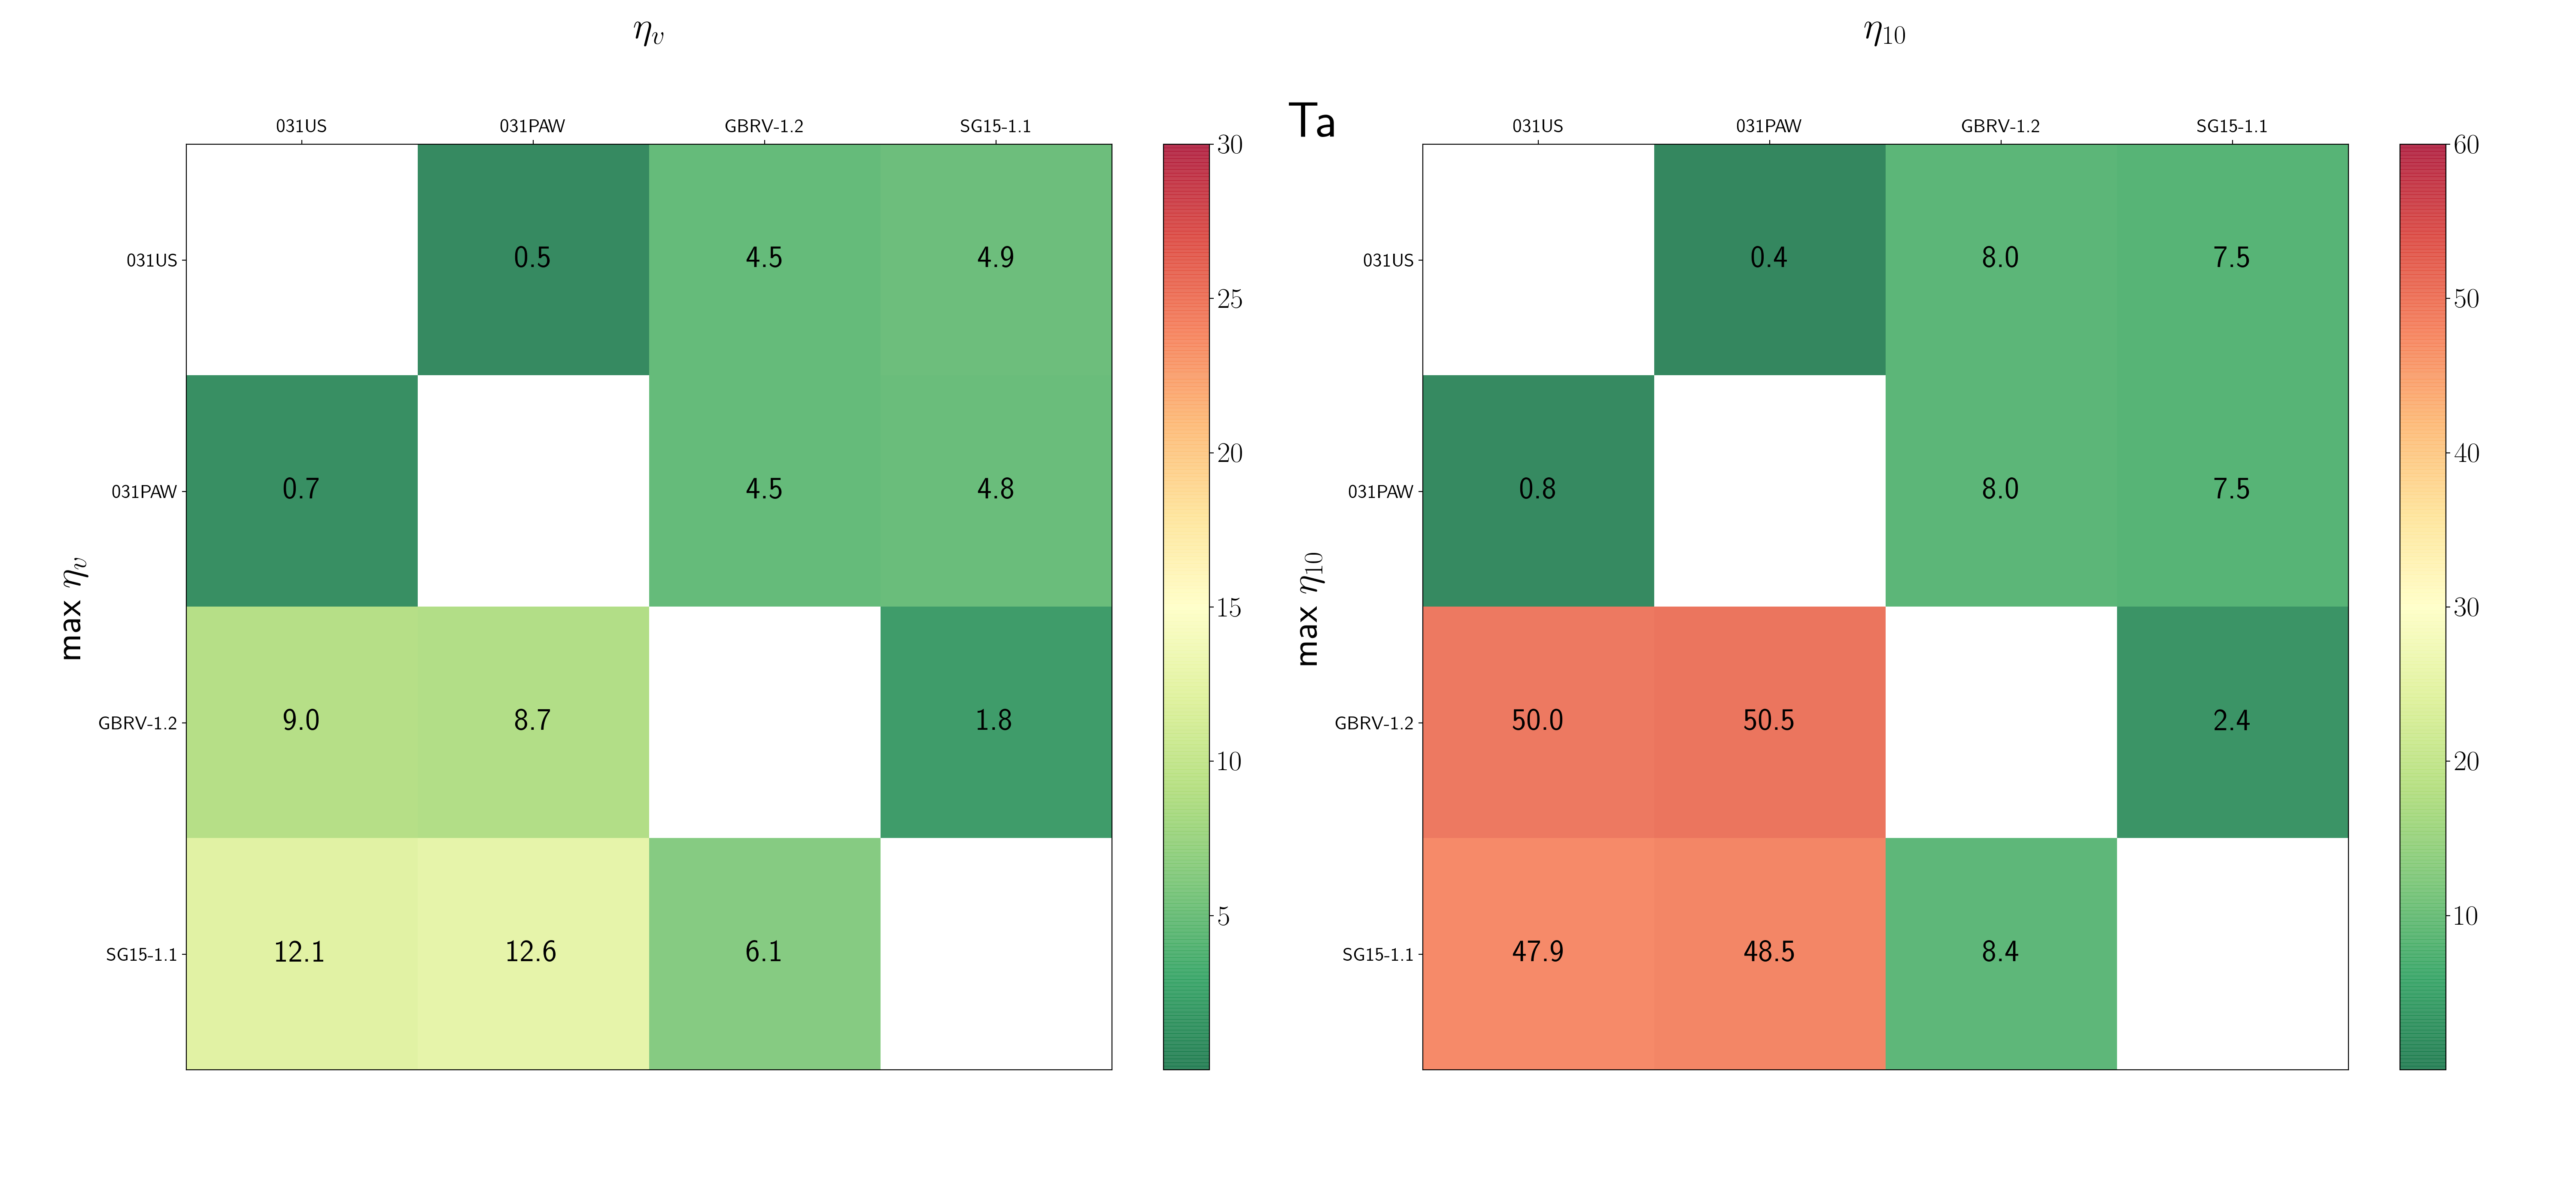 η_v
η_10
Ta
031US 031PAW GBRV-1.2 SG15-1.1
031US 0.5 4.5 4.9
031PAW 0.7 4.5 4.8
GBRV-1.2 9.0 8.7 1.8
SG15-1.1 12.1 12.6 6.1
max η_v
30
25
20
15
10
5
031US 031PAW GBRV-1.2 SG15-1.1
031US 0.4 8.0 7.5
031PAW 0.8 8.0 7.5
GBRV-1.2 50.0 50.5 2.4
SG15-1.1 47.9 48.5 8.4
max η_10
60
50
40
30
20
10